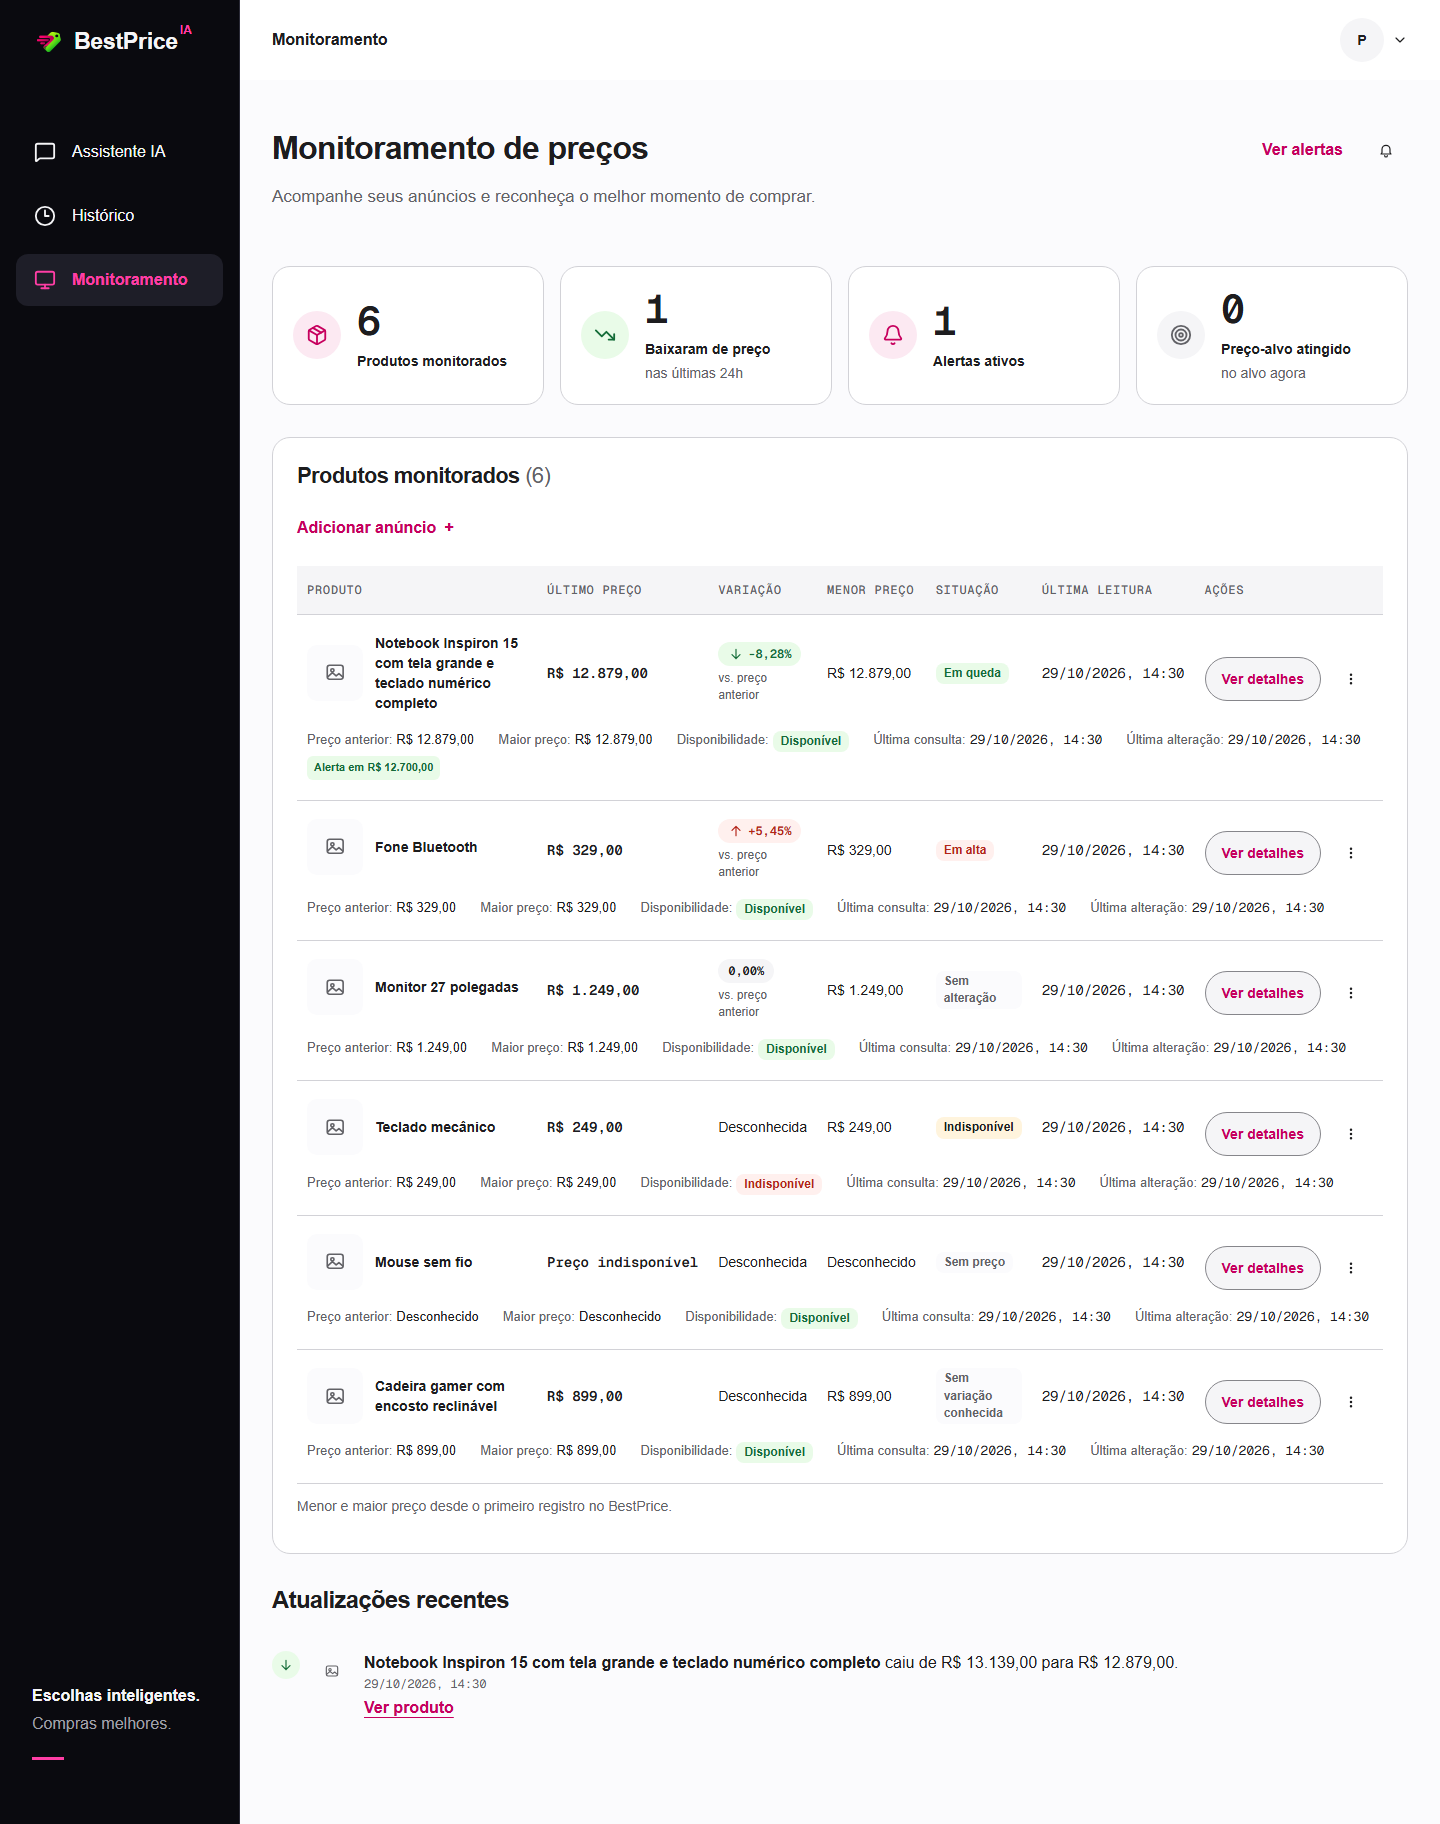 BestPrice IA
Monitoramento
P
Assistente IA
Histórico
Monitoramento
Monitoramento de preços
Ver alertas
Acompanhe seus anúncios e reconheça o melhor momento de comprar.
6
Produtos monitorados
1
Baixaram de preço
nas últimas 24h
1
Alertas ativos
0
Preço-alvo atingido
no alvo agora
Produtos monitorados (6)
Adicionar anúncio +
PRODUTO ÚLTIMO PREÇO VARIAÇÃO MENOR PREÇO SITUAÇÃO ÚLTIMA LEITURA AÇÕES
Notebook Inspiron 15
com tela grande e
teclado numérico
completo
R$ 12.879,00
-8,28%
vs. preço
anterior
R$ 12.879,00
Em queda
29/10/2026, 14:30
Ver detalhes
Preço anterior: R$ 12.879,00 Maior preço: R$ 12.879,00 Disponibilidade: Disponível Última consulta: 29/10/2026, 14:30 Última alteração: 29/10/2026, 14:30
Alerta em R$ 12.700,00
Fone Bluetooth
R$ 329,00
+5,45%
vs. preço
anterior
R$ 329,00
Em alta
29/10/2026, 14:30
Ver detalhes
Preço anterior: R$ 329,00 Maior preço: R$ 329,00 Disponibilidade: Disponível Última consulta: 29/10/2026, 14:30 Última alteração: 29/10/2026, 14:30
Monitor 27 polegadas
R$ 1.249,00
0,00%
vs. preço
anterior
R$ 1.249,00
Sem
alteração
29/10/2026, 14:30
Ver detalhes
Preço anterior: R$ 1.249,00 Maior preço: R$ 1.249,00 Disponibilidade: Disponível Última consulta: 29/10/2026, 14:30 Última alteração: 29/10/2026, 14:30
Teclado mecânico
R$ 249,00
Desconhecida
R$ 249,00
Indisponível
29/10/2026, 14:30
Ver detalhes
Preço anterior: R$ 249,00 Maior preço: R$ 249,00 Disponibilidade: Indisponível Última consulta: 29/10/2026, 14:30 Última alteração: 29/10/2026, 14:30
Mouse sem fio
Preço indisponível
Desconhecida
Desconhecido
Sem preço
29/10/2026, 14:30
Ver detalhes
Preço anterior: Desconhecido Maior preço: Desconhecido Disponibilidade: Disponível Última consulta: 29/10/2026, 14:30 Última alteração: 29/10/2026, 14:30
Cadeira gamer com
encosto reclinável
R$ 899,00
Desconhecida
R$ 899,00
Sem
variação
conhecida
29/10/2026, 14:30
Ver detalhes
Preço anterior: R$ 899,00 Maior preço: R$ 899,00 Disponibilidade: Disponível Última consulta: 29/10/2026, 14:30 Última alteração: 29/10/2026, 14:30
Menor e maior preço desde o primeiro registro no BestPrice.
Atualizações recentes
Notebook Inspiron 15 com tela grande e teclado numérico completo caiu de R$ 13.139,00 para R$ 12.879,00.
29/10/2026, 14:30
Ver produto
Escolhas inteligentes.
Compras melhores.